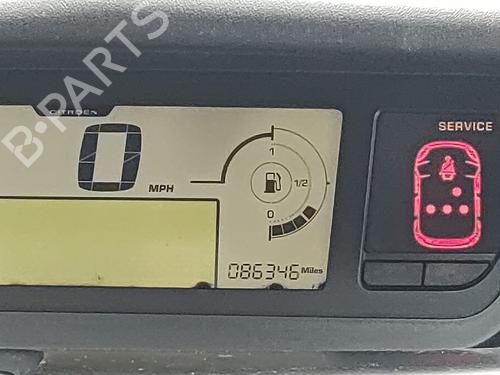 B-PARTS
CITROËN
SERVICE
0 MPH
1
1/2
0
086346 Miles